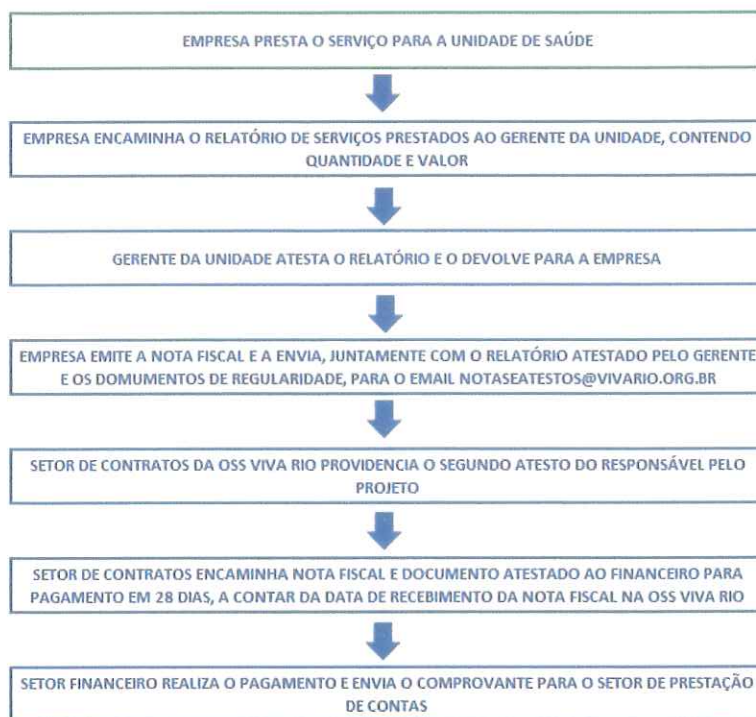 EMPRESA PRESTA O SERVIÇO PARA A UNIDADE DE SAÚDE
EMPRESA ENCAMINHA O RELATÓRIO DE SERVIÇOS PRESTADOS AO GERENTE DA UNIDADE, CONTENDO
QUANTIDADE E VALOR
GERENTE DA UNIDADE ATESTA O RELATÓRIO E O DEVOLVE PARA A EMPRESA
EMPRESA EMITE A NOTA FISCAL E A ENVIA, JUNTAMENTE COM O RELATÓRIO ATESTADO PELO GERENTE
E OS DOMUMENTOS DE REGULARIDADE, PARA O EMAIL NOTASEATESTOS@VIVARIO.ORG.BR
SETOR DE CONTRATOS DA OSS VIVA RIO PROVIDENCIA O SEGUNDO ATESTO DO RESPONSÁVEL PELO
PROJETO
SETOR DE CONTRATOS ENCAMINHA NOTA FISCAL E DOCUMENTO ATESTADO AO FINANCEIRO PARA
PAGAMENTO EM 28 DIAS, A CONTAR DA DATA DE RECEBIMENTO DA NOTA FISCAL NA OSS VIVA RIO
SETOR FINANCEIRO REALIZA O PAGAMENTO E ENVIA O COMPROVANTE PARA O SETOR DE PRESTAÇÃO
DE CONTAS